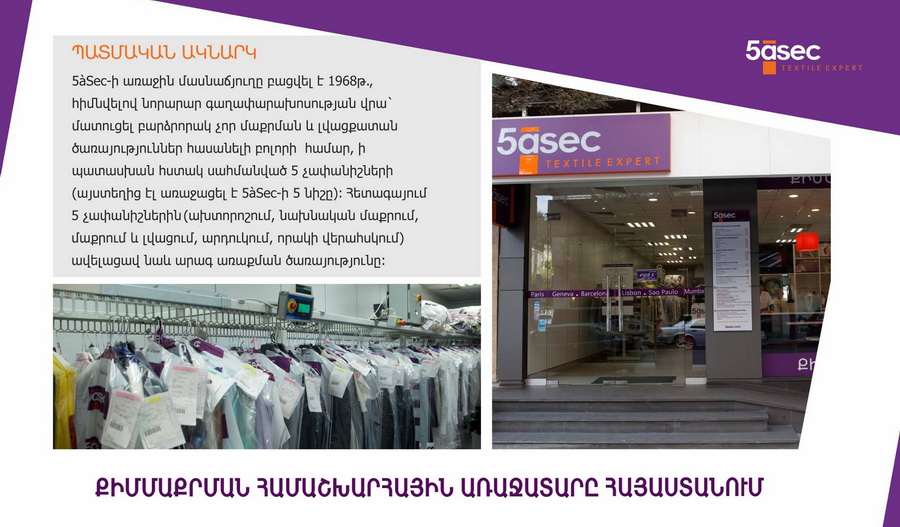 ՊԱՏՄԱԿԱՆ ԱԿՆԱՐԿ
5àSec-ի առաջին մասնաճյուղը բացվել է 1968թ.,
հիմնվելով նորարար գաղափարախոսության վրա՝
մատուցել բարձրորակ չոր մաքրման և լվացքատան
ծառայություններ հասանելի բոլորի համար, ի
պատասխան հստակ սահմանված 5 չափանիշների
(այստեղից էլ առաջացել է 5àSec-ի 5 նիշը): Հետագայում
5 չափանիշներին (ախտորոշում, նախնական մաքրում,
մաքրում և լվացում, արդուկում, որակի վերահսկում)
ավելացավ նաև արագ առաքման ծառայությունը:
5àsec
TEXTILE EXPERT
5àsec
TEXTILE EXPERT
5àsec
Paris Geneva Barcelona Lisbon Sao Paulo Mumba
5àsec
ՔԻՄՄԱՔՐՄԱՆ ՀԱՄԱՇԽԱՐՀԱՅԻՆ ԱՌԱՋԱՏԱՐԸ ՀԱՅԱՍՏԱՆՈՒՄ